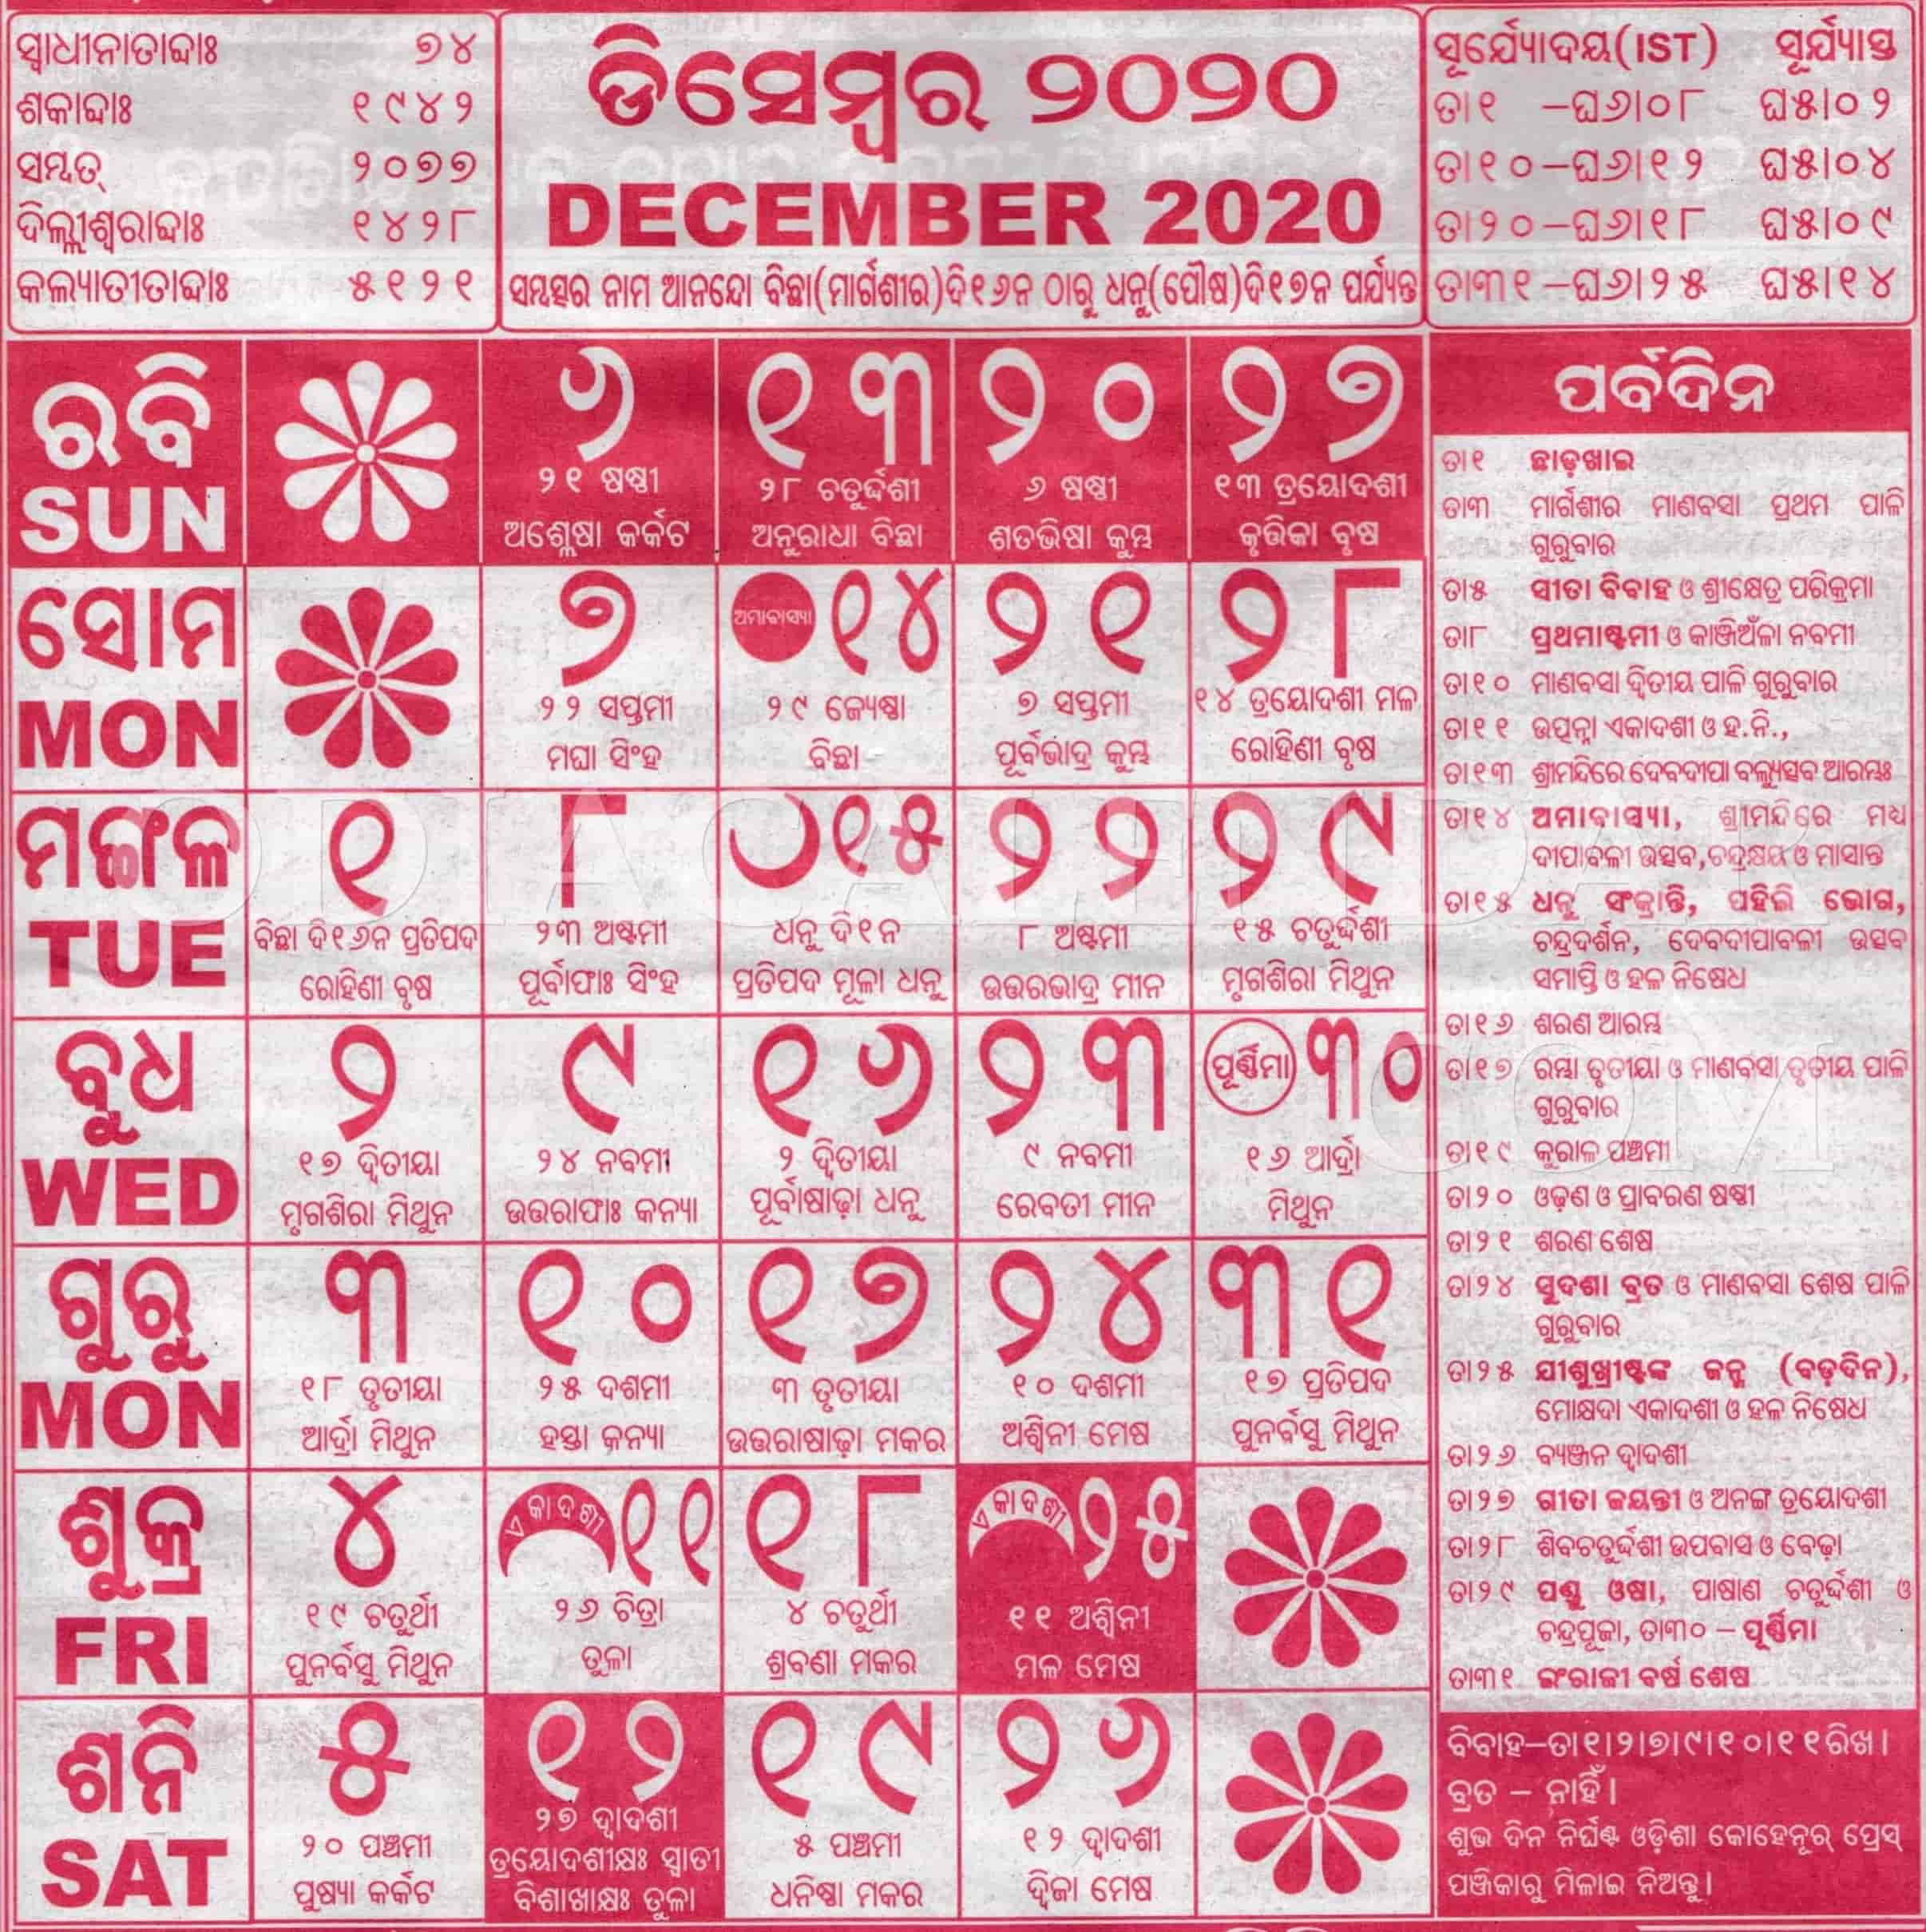 ସ୍ଵାଧୀନାତାବ୍ଦାଃ ୭୪
ଶକାବ୍ଦାଃ ୧୯୪୨
ସମ୍ୱତ୍ ୨୦୭୭
ଦିଲ୍ଲୀଶ୍ୱରାବ୍ଦାଃ ୧୪୨୮
କଲ୍ୟାତୀତାବ୍ଦାଃ ୫୧୨୧
ଡିସେମ୍ବର ୨୦୨୦
DECEMBER 2020
ସମ୍ୱତ୍ସର ନାମ ଆନନ୍ଦୋ ବିଛା(ମାର୍ଗଶୀର)ଦି୧୬ନ ଠାରୁ ଧନୁ(ପୌଷ)ଦି୧୭ନ ପର୍ଯ୍ୟନ୍ତ
ସୂର୍ଯ୍ୟୋଦୟ(IST) ସୂର୍ଯ୍ୟାସ୍ତ
ତା୧ –ଘ୬।୦୮ ଘ୫।୦୨
ତା୧୦–ଘ୬।୧୨ ଘ୫।୦୪
ତା୨୦–ଘ୬।୧୮ ଘ୫।୦୯
ତା୩୧–ଘ୬।୨୫ ଘ୫।୧୪
ରବି ୬ ୧୩ ୨୦ ୨୭
SUN ୨୧ ଷଷ୍ଠୀ ୨୮ ଚତୁର୍ଦ୍ଦଶୀ ୬ ଷଷ୍ଠୀ ୧୩ ତ୍ରୟୋଦଶୀ
ଅଶ୍ଳେଷା କର୍କଟ ଅନୁରାଧା ବିଛା ଶତଭିଷା କୁମ୍ଭ କୃତ୍ତିକା ବୃଷ
ସୋମ ୭ ଅମାବାସ୍ୟା ୧୪ ୨୧ ୨୮
MON ୨୨ ସପ୍ତମୀ ୨୯ ଜ୍ୟେଷ୍ଠା ୭ ସପ୍ତମୀ ୧୪ ତ୍ରୟୋଦଶୀ ମଳ
ମଘା ସିଂହ ବିଛା ପୂର୍ବଭାଦ୍ର କୁମ୍ଭ ରୋହିଣୀ ବୃଷ
ମଙ୍ଗଳ ୧ ୮ ୧୫ ୨୨ ୨୯
TUE ବିଛା ଦି୧୬ନ ପ୍ରତିପଦ ୨୩ ଅଷ୍ଟମୀ ଧନୁ ଦି୧ନ ୮ ଅଷ୍ଟମୀ ୧୫ ଚତୁର୍ଦ୍ଦଶୀ
ରୋହିଣୀ ବୃଷ ପୂର୍ବାଫାଃ ସିଂହ ପ୍ରତିପଦ ମୂଳା ଧନୁ ଉତ୍ତରଭାଦ୍ର ମୀନ ମୃଗଶିରା ମିଥୁନ
ବୁଧ ୨ ୯ ୧୬ ୨୩ ପୂର୍ଣ୍ଣିମା ୩୦
WED ୧୭ ଦ୍ୱିତୀୟା ୨୪ ନବମୀ ୨ ଦ୍ୱିତୀୟା ୯ ନବମୀ ୧୬ ଆର୍ଦ୍ରା
ମୃଗଶିରା ମିଥୁନ ଉତ୍ତରାଫାଃ କନ୍ୟା ପୂର୍ବାଷାଢ଼ା ଧନୁ ରେବତୀ ମୀନ ମିଥୁନ
ଗୁରୁ ୩ ୧୦ ୧୭ ୨୪ ୩୧
MON ୧୮ ତୃତୀୟା ୨୫ ଦଶମୀ ୩ ତୃତୀୟା ୧୦ ଦଶମୀ ୧୭ ପ୍ରତିପଦ
ଆର୍ଦ୍ରା ମିଥୁନ ହସ୍ତା କନ୍ୟା ଉତ୍ତରାଷାଢ଼ା ମକର ଅଶ୍ୱିନୀ ମେଷ ପୁନର୍ବସୁ ମିଥୁନ
ଶୁକ୍ର ୪ ଏକାଦଶୀ ୧୧ ୧୮ ଏକାଦଶୀ ୨୫
FRI ୧୯ ଚତୁର୍ଥୀ ୨୬ ଚିତ୍ରା ୪ ଚତୁର୍ଥୀ ୧୧ ଅଶ୍ୱିନୀ
ପୁନର୍ବସୁ ମିଥୁନ ତୁଳା ଶ୍ରବଣା ମକର ମଳ ମେଷ
ଶନି ୫ ୧୨ ୧୯ ୨୬
SAT ୨୦ ପଞ୍ଚମୀ ୨୭ ଦ୍ୱାଦଶୀ ୫ ପଞ୍ଚମୀ ୧୨ ଦ୍ୱାଦଶୀ
ପୁଷ୍ୟା କର୍କଟ ତ୍ରୟୋଦଶୀକ୍ଷଃ ସ୍ୱାତୀ ଧନିଷ୍ଠା ମକର ଦ୍ୱିଜା ମେଷ
ବିଶାଖାକ୍ଷଃ ତୁଳା
ପର୍ବଦିନ
ତା୧ ଛାଡ଼ଖାଇ
ତା୩ ମାର୍ଗଶୀର ମାଣବସା ପ୍ରଥମ ପାଳି
ଗୁରୁବାର
ତା୫ ସୀତା ବିବାହ ଓ ଶ୍ରୀକ୍ଷେତ୍ର ପରିକ୍ରମା
ତା୮ ପ୍ରଥମାଷ୍ଟମୀ ଓ କାଞ୍ଜିଅଁଳା ନବମୀ
ତା୧୦ ମାଣବସା ଦ୍ୱିତୀୟ ପାଳି ଗୁରୁବାର
ତା୧୧ ଉତ୍ପନ୍ନା ଏକାଦଶୀ ଓ ହ.ନି.,
ତା୧୩ ଶ୍ରୀମନ୍ଦିରେ ଦେବଦୀପା ବଲ୍ୟୁତ୍ସବ ଆରମ୍ଭଃ
ତା୧୪ ଅମାବାସ୍ୟା, ଶ୍ରୀମନ୍ଦିରେ ମଧ୍ୟ
ଦୀପାବଳୀ ଉତ୍ସବ,ଚନ୍ଦ୍ରକ୍ଷୟ ଓ ମାସାନ୍ତ
ତା୧୫ ଧନୁ ସଂକ୍ରାନ୍ତି, ପହିଲି ଭୋଗ,
ଚନ୍ଦ୍ରଦର୍ଶନ, ଦେବଦୀପାବଳୀ ଉତ୍ସବ
ସମାପ୍ତି ଓ ହଳ ନିଷେଧ
ତା୧୬ ଶରଣ ଆରମ୍ଭ
ତା୧୭ ରମ୍ଭା ତୃତୀୟା ଓ ମାଣବସା ତୃତୀୟ ପାଳି
ଗୁରୁବାର
ତା୧୯ କୁରାଳ ପଞ୍ଚମୀ
ତା୨୦ ଓଢ଼ଣ ଓ ପ୍ରାବରଣ ଷଷ୍ଠୀ
ତା୨୧ ଶରଣ ଶେଷ
ତା୨୪ ସୁଦଶା ବ୍ରତ ଓ ମାଣବସା ଶେଷ ପାଳି
ଗୁରୁବାର
ତା୨୫ ଯୀଶୁଖ୍ରୀଷ୍ଟଙ୍କ ଜନ୍ମ (ବଡ଼ଦିନ),
ମୋକ୍ଷଦା ଏକାଦଶୀ ଓ ହଳ ନିଷେଧ
ତା୨୬ ବ୍ୟଞ୍ଜନ ଦ୍ୱାଦଶୀ
ତା୨୭ ଗୀତା ଜୟନ୍ତୀ ଓ ଅନଙ୍ଗ ତ୍ରୟୋଦଶୀ
ତା୨୮ ଶିବଚତୁର୍ଦ୍ଦଶୀ ଉପବାସ ଓ ବେଢ଼ା
ତା୨୯ ପଣ୍ଡୁ ଓଷା, ପାଷାଣ ଚତୁର୍ଦ୍ଦଶୀ ଓ
ଚନ୍ଦ୍ରପୂଜା, ତା୩୦ – ପୂର୍ଣ୍ଣିମା
ତା୩୧ ଇଂରାଜୀ ବର୍ଷ ଶେଷ
ବିବାହ–ତା୧।୨।୭।୯।୧୦।୧୧ରିଖ।
ବ୍ରତ – ନାହିଁ।
ଶୁଭ ଦିନ ନିର୍ଘଣ୍ଟ ଓଡ଼ିଶା କୋହେନୂର୍ ପ୍ରେସ୍
ପଞ୍ଜିକାରୁ ମିଳାଇ ନିଅନ୍ତୁ।
ODIACALENDAR
COM